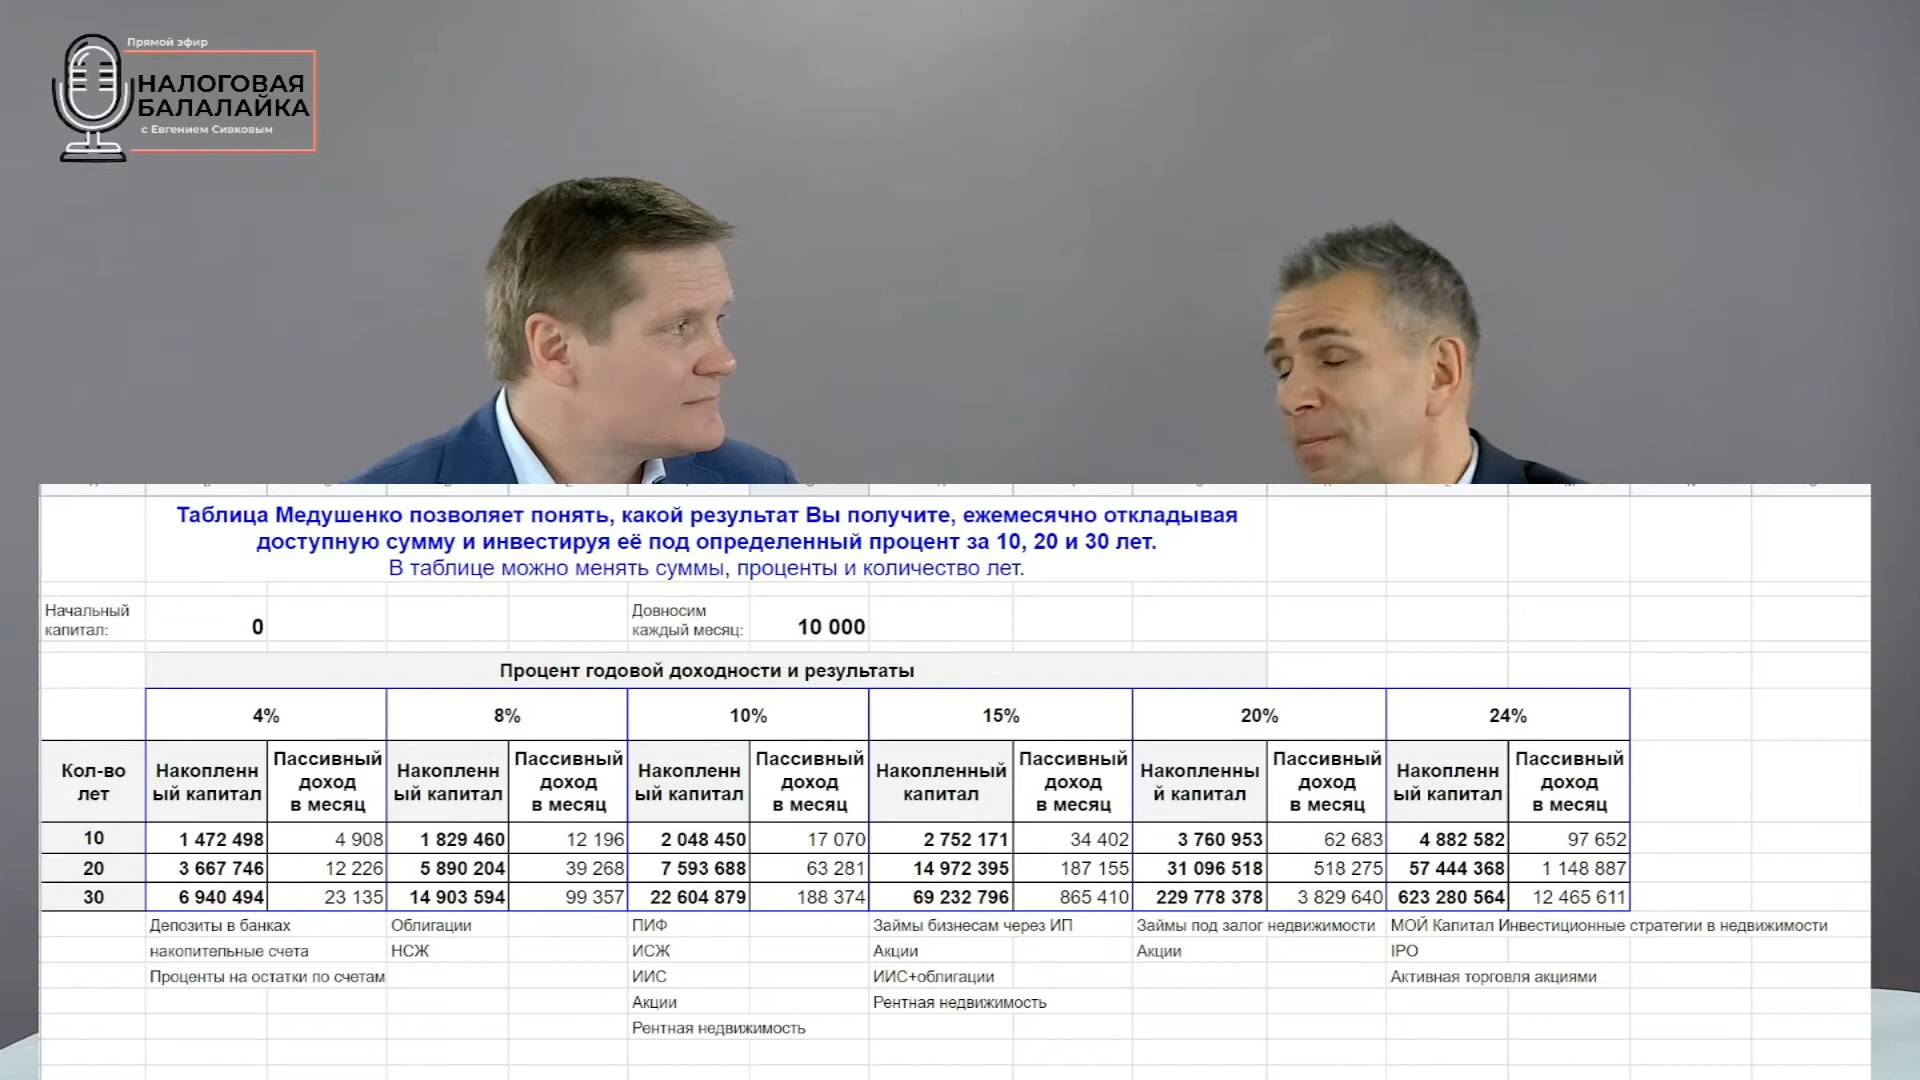 Прямой эфир
НАЛОГОВАЯ
БАЛАЛАЙКА
с Евгением Сивковым
Таблица Медушенко позволяет понять, какой результат Вы получите, ежемесячно откладывая
доступную сумму и инвестируя её под определенный процент за 10, 20 и 30 лет.
В таблице можно менять суммы, проценты и количество лет.
Начальный
капитал:
0
Довносим
каждый месяц:
10 000
Процент годовой доходности и результаты
4% 8% 10% 15% 20% 24%
Кол-во
лет
Накопленн
ый капитал
Пассивный
доход
в месяц
Накопленн
ый капитал
Пассивный
доход
в месяц
Накопленн
ый капитал
Пассивный
доход
в месяц
Накопленный
капитал
Пассивный
доход
в месяц
Накопленны
й капитал
Пассивный
доход
в месяц
Накопленн
ый капитал
Пассивный
доход
в месяц
10 1 472 498 4 908 1 829 460 12 196 2 048 450 17 070 2 752 171 34 402 3 760 953 62 683 4 882 582 97 652
20 3 667 746 12 226 5 890 204 39 268 7 593 688 63 281 14 972 395 187 155 31 096 518 518 275 57 444 368 1 148 887
30 6 940 494 23 135 14 903 594 99 357 22 604 879 188 374 69 232 796 865 410 229 778 378 3 829 640 623 280 564 12 465 611
Депозиты в банках Облигации ПИФ Займы бизнесам через ИП Займы под залог недвижимости МОЙ Капитал Инвестиционные стратегии в недвижимости
накопительные счета НСЖ ИСЖ Акции Акции IPO
Проценты на остатки по счетам ИИС ИИС+облигации Активная торговля акциями
Акции Рентная недвижимость
Рентная недвижимость